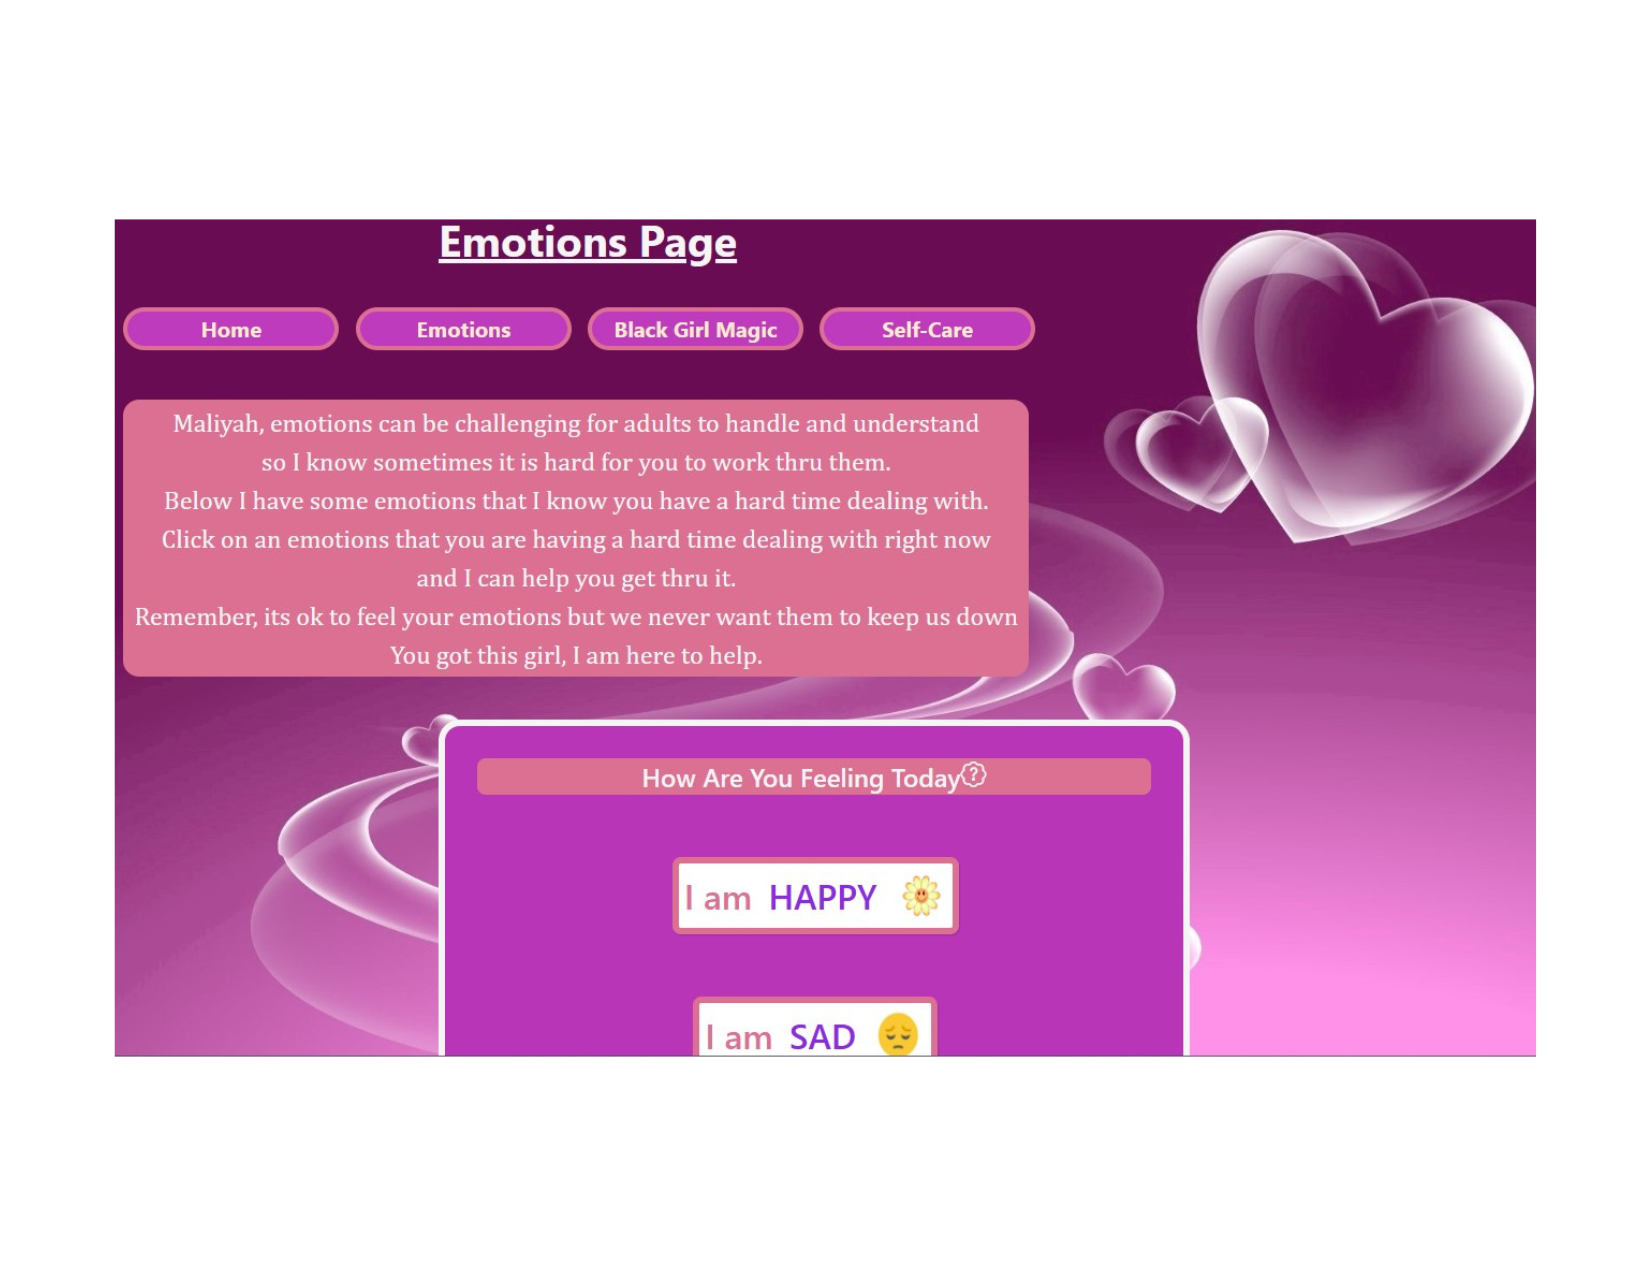 Emotions Page
Home Emotions Black Girl Magic Self-Care
Maliyah, emotions can be challenging for adults to handle and understand
so I know sometimes it is hard for you to work thru them.
Below I have some emotions that I know you have a hard time dealing with.
Click on an emotions that you are having a hard time dealing with right now
and I can help you get thru it.
Remember, its ok to feel your emotions but we never want them to keep us down
You got this girl, I am here to help.
How Are You Feeling Today?
I am HAPPY
I am SAD